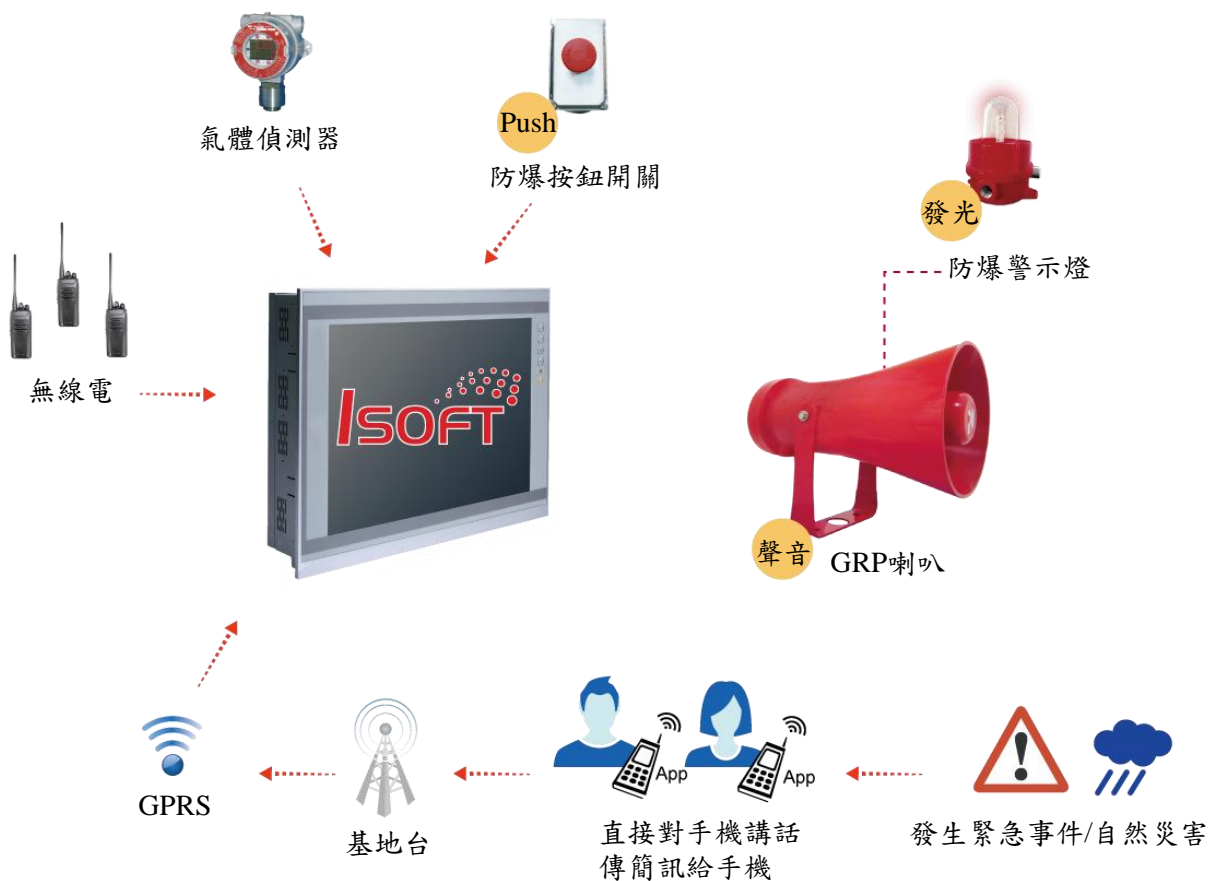 氣體偵測器
Push
防爆按鈕開關
發光
防爆警示燈
無線電
ISOFT
聲音
GRP喇叭
GPRS
基地台
App
App
直接對手機講話
傳簡訊給手機
發生緊急事件/自然災害